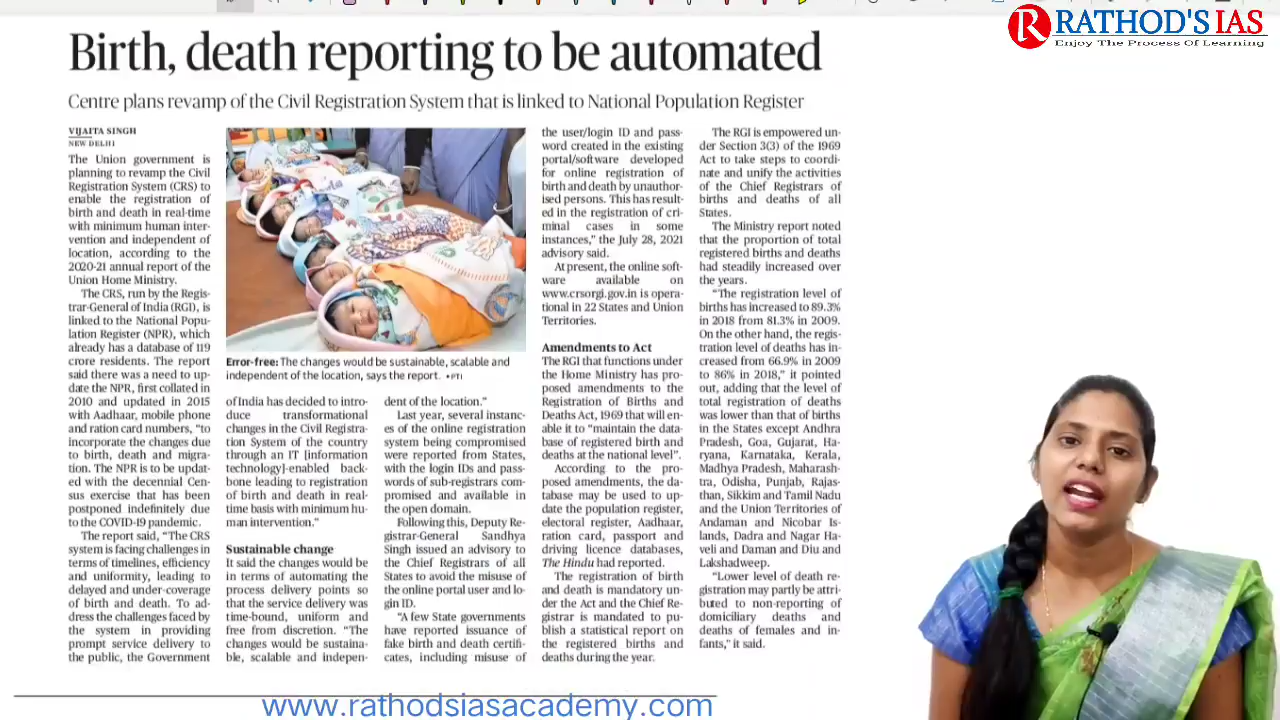 RATHOD'S IAS
Enjoy The Process Of Learning
Birth, death reporting to be automated
Centre plans revamp of the Civil Registration System that is linked to National Population Register
VIJAITA SINGH
NEW DELHI
The Union government is
planning to revamp the Civil
Registration System (CRS) to
enable the registration of
birth and death in real-time
with minimum human inter-
vention and independent of
location, according to the
2020-21 annual report of the
Union Home Ministry.
The CRS, run by the Regis-
trar-General of India (RGI), is
linked to the National Popu-
lation Register (NPR), which
already has a database of 119
crore residents. The report
said there was a need to up-
date the NPR, first collated in
2010 and updated in 2015
with Aadhaar, mobile phone
and ration card numbers, “to
incorporate the changes due
to birth, death and migra-
tion. The NPR is to be updat-
ed with the decennial Cen-
sus exercise that has been
postponed indefinitely due
to the COVID-19 pandemic.
The report said, “The CRS
system is facing challenges in
terms of timelines, efficiency
and uniformity, leading to
delayed and under-coverage
of birth and death. To ad-
dress the challenges faced by
the system in providing
prompt service delivery to
the public, the Government
Error-free: The changes would be sustainable, scalable and
independent of the location, says the report. • PTI
of India has decided to intro-
duce transformational
changes in the Civil Registra-
tion System of the country
through an IT [information
technology]-enabled back-
bone leading to registration
of birth and death in real-
time basis with minimum hu-
man intervention.”
Sustainable change
It said the changes would be
in terms of automating the
process delivery points so
that the service delivery was
time-bound, uniform and
free from discretion. “The
changes would be sustaina-
ble, scalable and indepen-
dent of the location.”
Last year, several instanc-
es of the online registration
system being compromised
were reported from States,
with the login IDs and pass-
words of sub-registrars com-
promised and available in
the open domain.
Following this, Deputy Re-
gistrar-General Sandhya
Singh issued an advisory to
the Chief Registrars of all
States to avoid the misuse of
the online portal user and lo-
gin ID.
“A few State governments
have reported issuance of
fake birth and death certifi-
cates, including misuse of
the user/login ID and pass-
word created in the existing
portal/software developed
for online registration of
birth and death by unauthor-
ised persons. This has result-
ed in the registration of cri-
minal cases in some
instances,” the July 28, 2021
advisory said.
At present, the online soft-
ware available on
www.crsorgi.gov.in is opera-
tional in 22 States and Union
Territories.
Amendments to Act
The RGI that functions under
the Home Ministry has pro-
posed amendments to the
Registration of Births and
Deaths Act, 1969 that will en-
able it to “maintain the data-
base of registered birth and
deaths at the national level”.
According to the pro-
posed amendments, the da-
tabase may be used to up-
date the population register,
electoral register, Aadhaar,
ration card, passport and
driving licence databases,
The Hindu had reported.
The registration of birth
and death is mandatory un-
der the Act and the Chief Re-
gistrar is mandated to pu-
blish a statistical report on
the registered births and
deaths during the year.
The RGI is empowered un-
der Section 3(3) of the 1969
Act to take steps to coordi-
nate and unify the activities
of the Chief Registrars of
births and deaths of all
States.
The Ministry report noted
that the proportion of total
registered births and deaths
had steadily increased over
the years.
“The registration level of
births has increased to 89.3%
in 2018 from 81.3% in 2009.
On the other hand, the regis-
tration level of deaths has in-
creased from 66.9% in 2009
to 86% in 2018,” it pointed
out, adding that the level of
total registration of deaths
was lower than that of births
in the States except Andhra
Pradesh, Goa, Gujarat, Ha-
ryana, Karnataka, Kerala,
Madhya Pradesh, Maharash-
tra, Odisha, Punjab, Rajas-
than, Sikkim and Tamil Nadu
and the Union Territories of
Andaman and Nicobar Is-
lands, Dadra and Nagar Ha-
veli and Daman and Diu and
Lakshadweep.
“Lower level of death re-
gistration may partly be attri-
buted to non-reporting of
domiciliary deaths and
deaths of females and in-
fants,” it said.
www.rathodsiasacademy.com